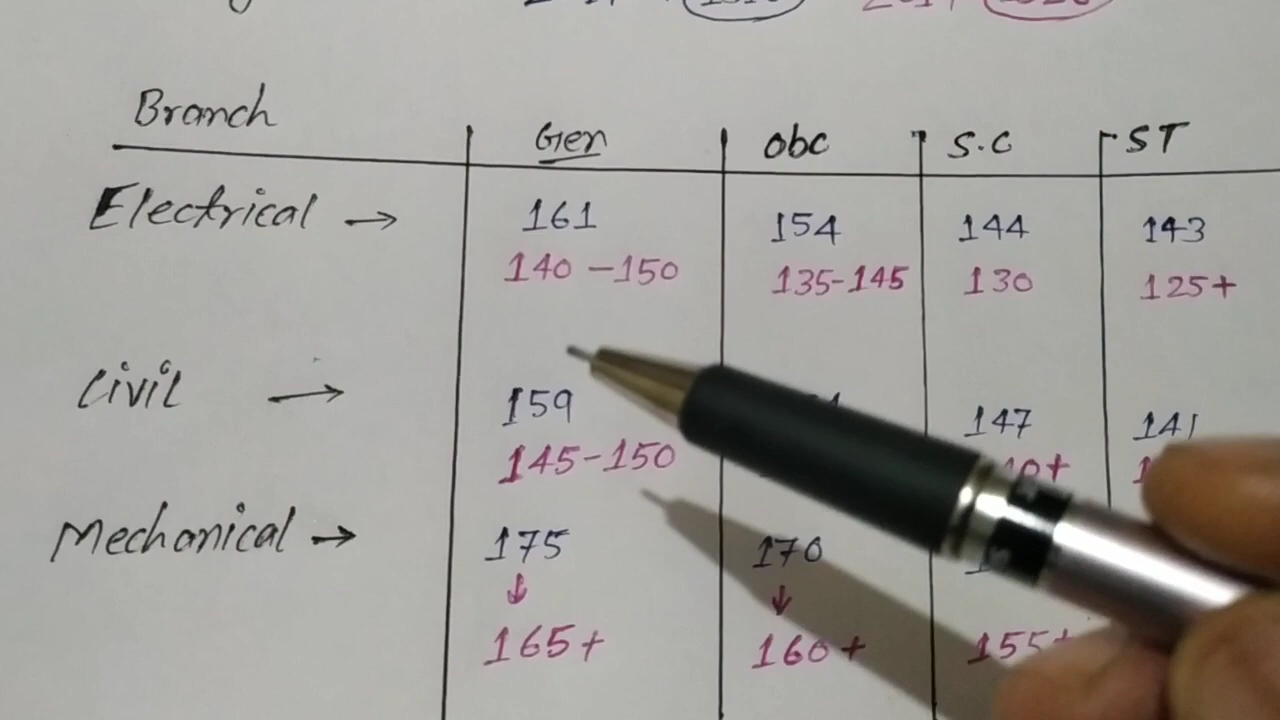 Branch Gen obc S.C ST
Electrical → 161 154 144 143
140 - 150 135-145 130 125+
Civil → 159 147 141
145-150
Mechanical → 175 170
↓ ↓
165+ 160+ 155+